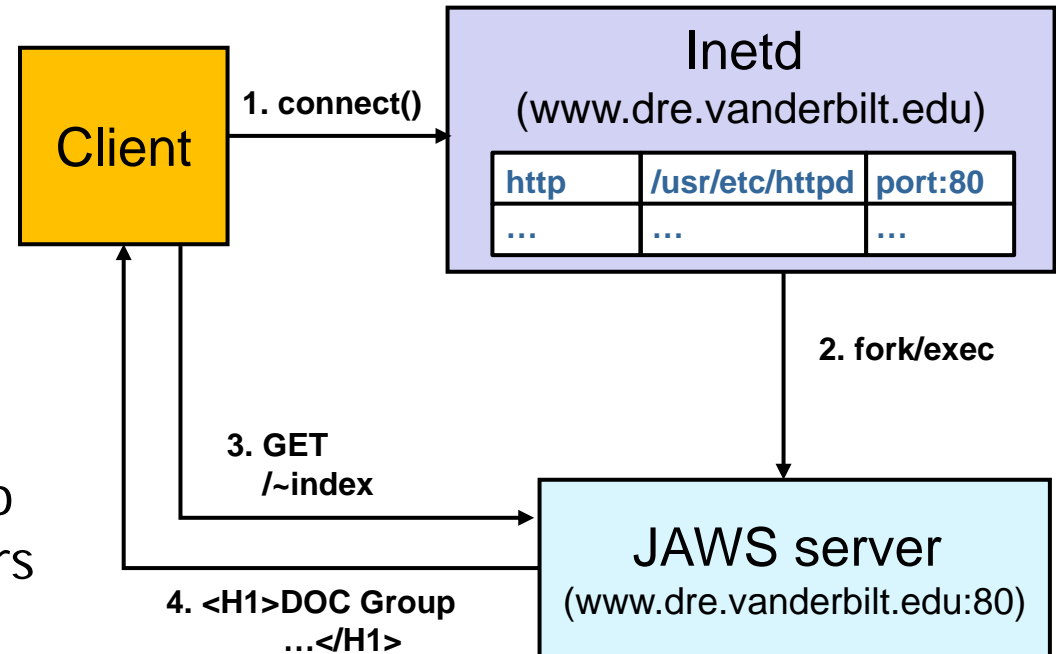 Inetd
(www.dre.vanderbilt.edu)
http /usr/etc/httpd port:80
… … …
Client
1. connect()
2. fork/exec
3. GET
/~index
JAWS server
(www.dre.vanderbilt.edu:80)
4. <H1>DOC Group
…</H1>